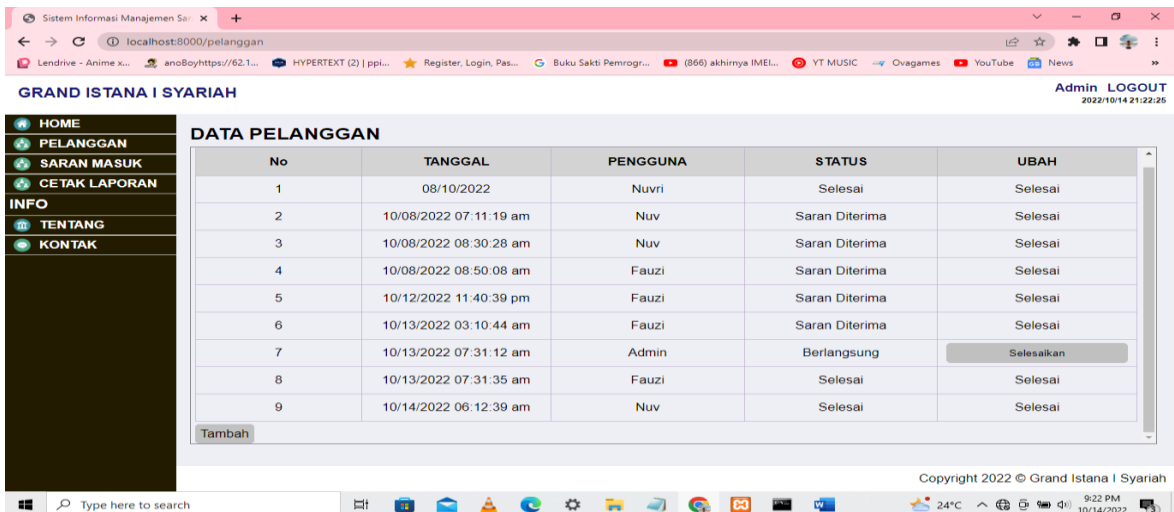 Sistem Informasi Manajemen Sar
localhost:8000/pelanggan
Lendrive - Anime x... anoBoyhttps://62.1... HYPERTEXT (2) | ppi... Register, Login, Pas... Buku Sakti Pemrogr... (866) akhirnya IMEI... YT MUSIC Ovagames YouTube News
GRAND ISTANA I SYARIAH
Admin LOGOUT
2022/10/14 21:22:25
HOME
PELANGGAN
SARAN MASUK
CETAK LAPORAN
INFO
TENTANG
KONTAK
DATA PELANGGAN
No TANGGAL PENGGUNA STATUS UBAH
1 08/10/2022 Nuvri Selesai Selesai
2 10/08/2022 07:11:19 am Nuv Saran Diterima Selesai
3 10/08/2022 08:30:28 am Nuv Saran Diterima Selesai
4 10/08/2022 08:50:08 am Fauzi Saran Diterima Selesai
5 10/12/2022 11:40:39 pm Fauzi Saran Diterima Selesai
6 10/13/2022 03:10:44 am Fauzi Saran Diterima Selesai
7 10/13/2022 07:31:12 am Admin Berlangsung Selesaikan
8 10/13/2022 07:31:35 am Fauzi Selesai Selesai
9 10/14/2022 06:12:39 am Nuv Selesai Selesai
Tambah
Copyright 2022 © Grand Istana I Syariah
Type here to search
24°C
9:22 PM
10/14/2022